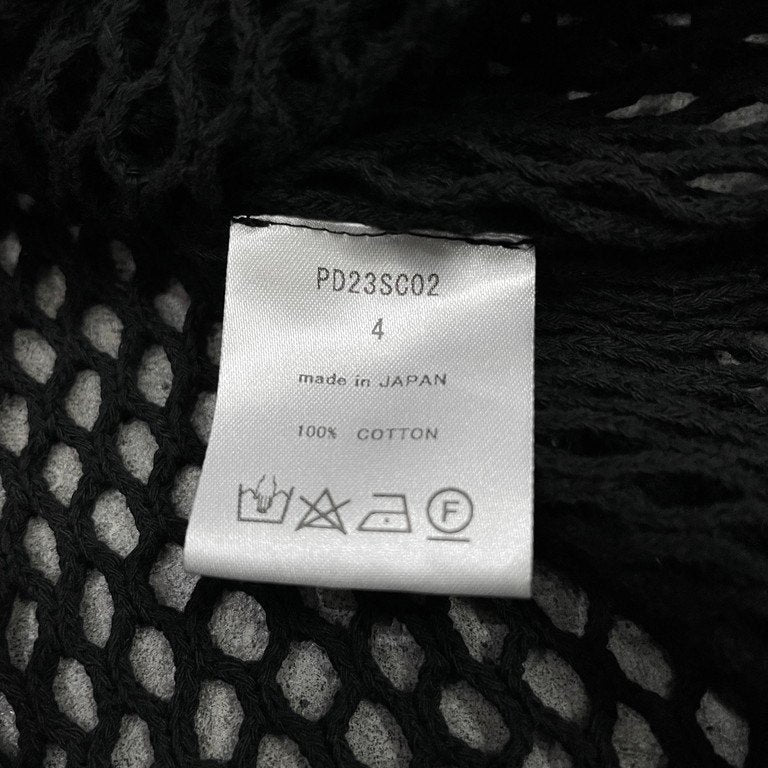 PD23SC02
4
made in JAPAN
100% COTTON
F